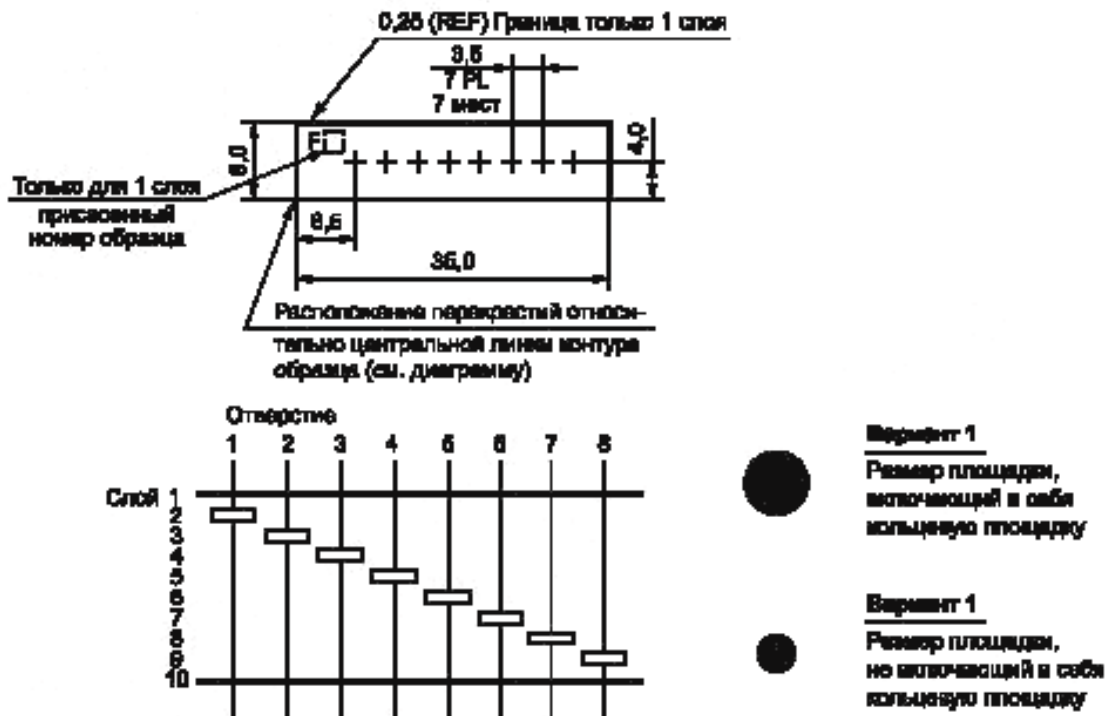 0,25 (REF) Граница только 1 слоя
3,5
7 PL
7 мест
F
4,0
Только для 1 слоя
присвоенный
номер образца
6,5
35,0
Расположение перекрестий относи-
тельно центральной линии контура
образца (см. диаграмму)
Отверстие
1 2 3 4 5 6 7 8
Слой 1
2
3
4
5
6
7
8
9
10
Вариант 1
Размер площадки,
включающий в себя
кольцевую площадку
Вариант 1
Размер площадки,
не включающий в себя
кольцевую площадку